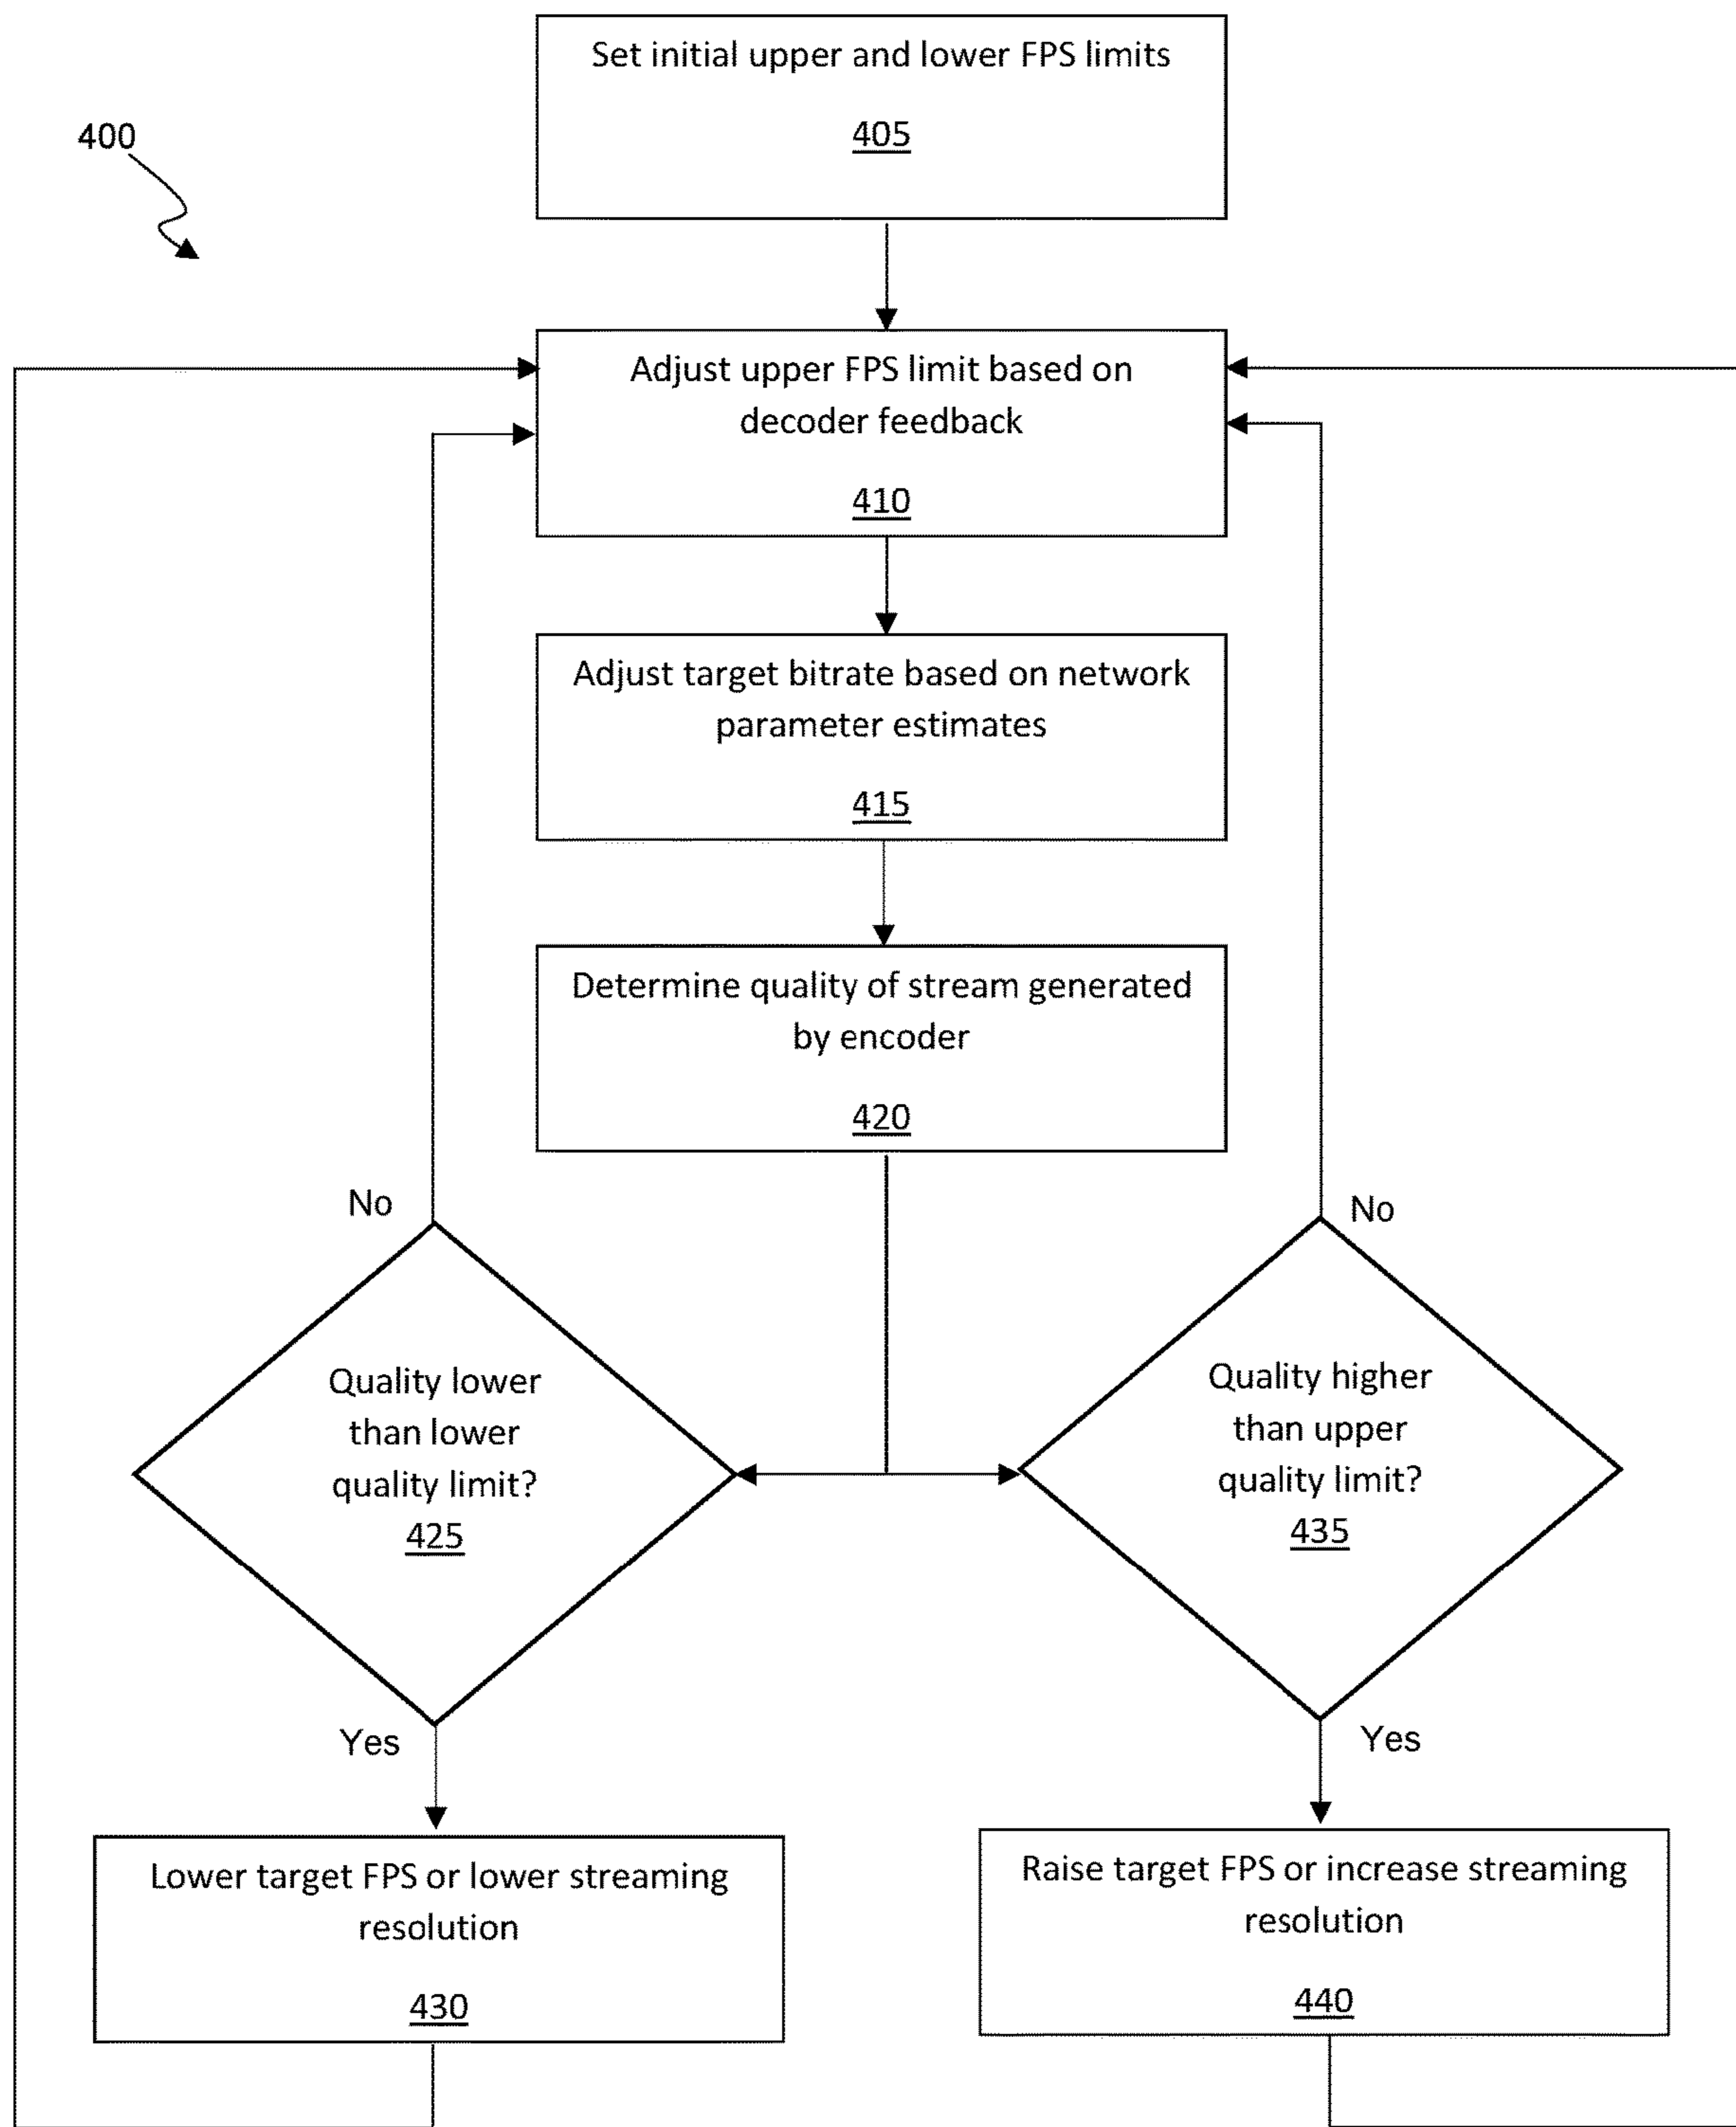 Set initial upper and lower FPS limits
405
400
Adjust upper FPS limit based on
decoder feedback
410
Adjust target bitrate based on network
parameter estimates
415
Determine quality of stream generated
by encoder
420
No
No
Quality lower
than lower
quality limit?
425
Quality higher
than upper
quality limit?
435
Yes
Yes
Lower target FPS or lower streaming
resolution
430
Raise target FPS or increase streaming
resolution
440